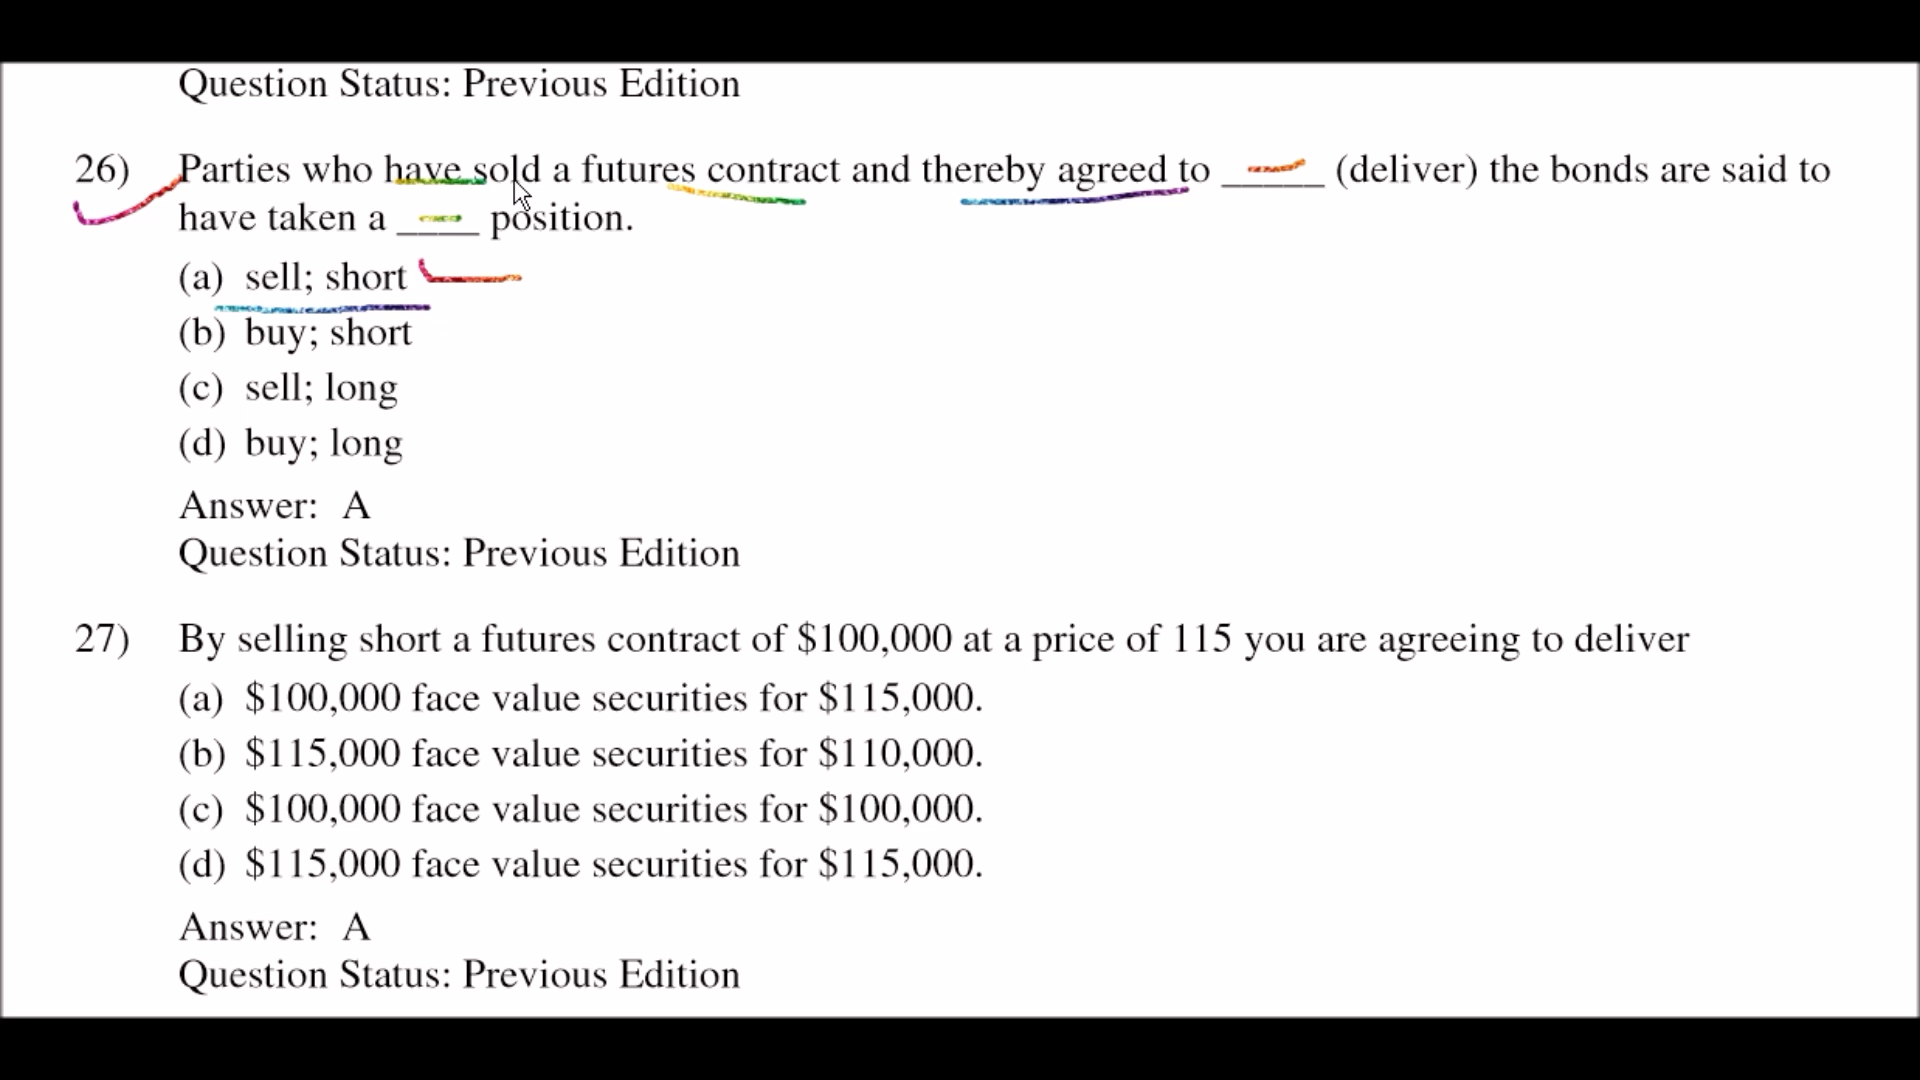 Question Status: Previous Edition
26) Parties who have sold a futures contract and thereby agreed to _____ (deliver) the bonds are said to
have taken a ____ position.
(a) sell; short
(b) buy; short
(c) sell; long
(d) buy; long
Answer: A
Question Status: Previous Edition
27) By selling short a futures contract of $100,000 at a price of 115 you are agreeing to deliver
(a) $100,000 face value securities for $115,000.
(b) $115,000 face value securities for $110,000.
(c) $100,000 face value securities for $100,000.
(d) $115,000 face value securities for $115,000.
Answer: A
Question Status: Previous Edition